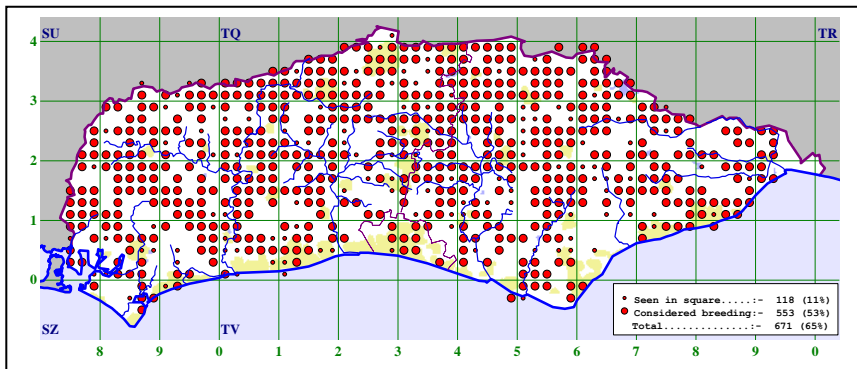 SU TQ TR
4
3
2
1
0
Seen in square.....:- 118 (11%)
Considered breeding:- 553 (53%)
Total..............:- 671 (65%)
SZ TV
8 9 0 1 2 3 4 5 6 7 8 9 0